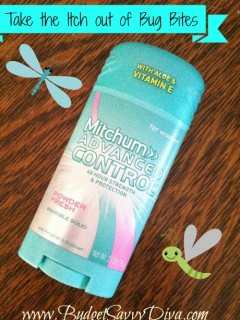 Take the Itch out of Bug Bites
WITH ALOE &
VITAMIN E
for women
Mitchum
ADVANCED
CONTROL
48 HOUR STRENGTH
& PROTECTION
POWDER
FRESH
INVISIBLE SOLID
www.BudgetSavvyDiva.com